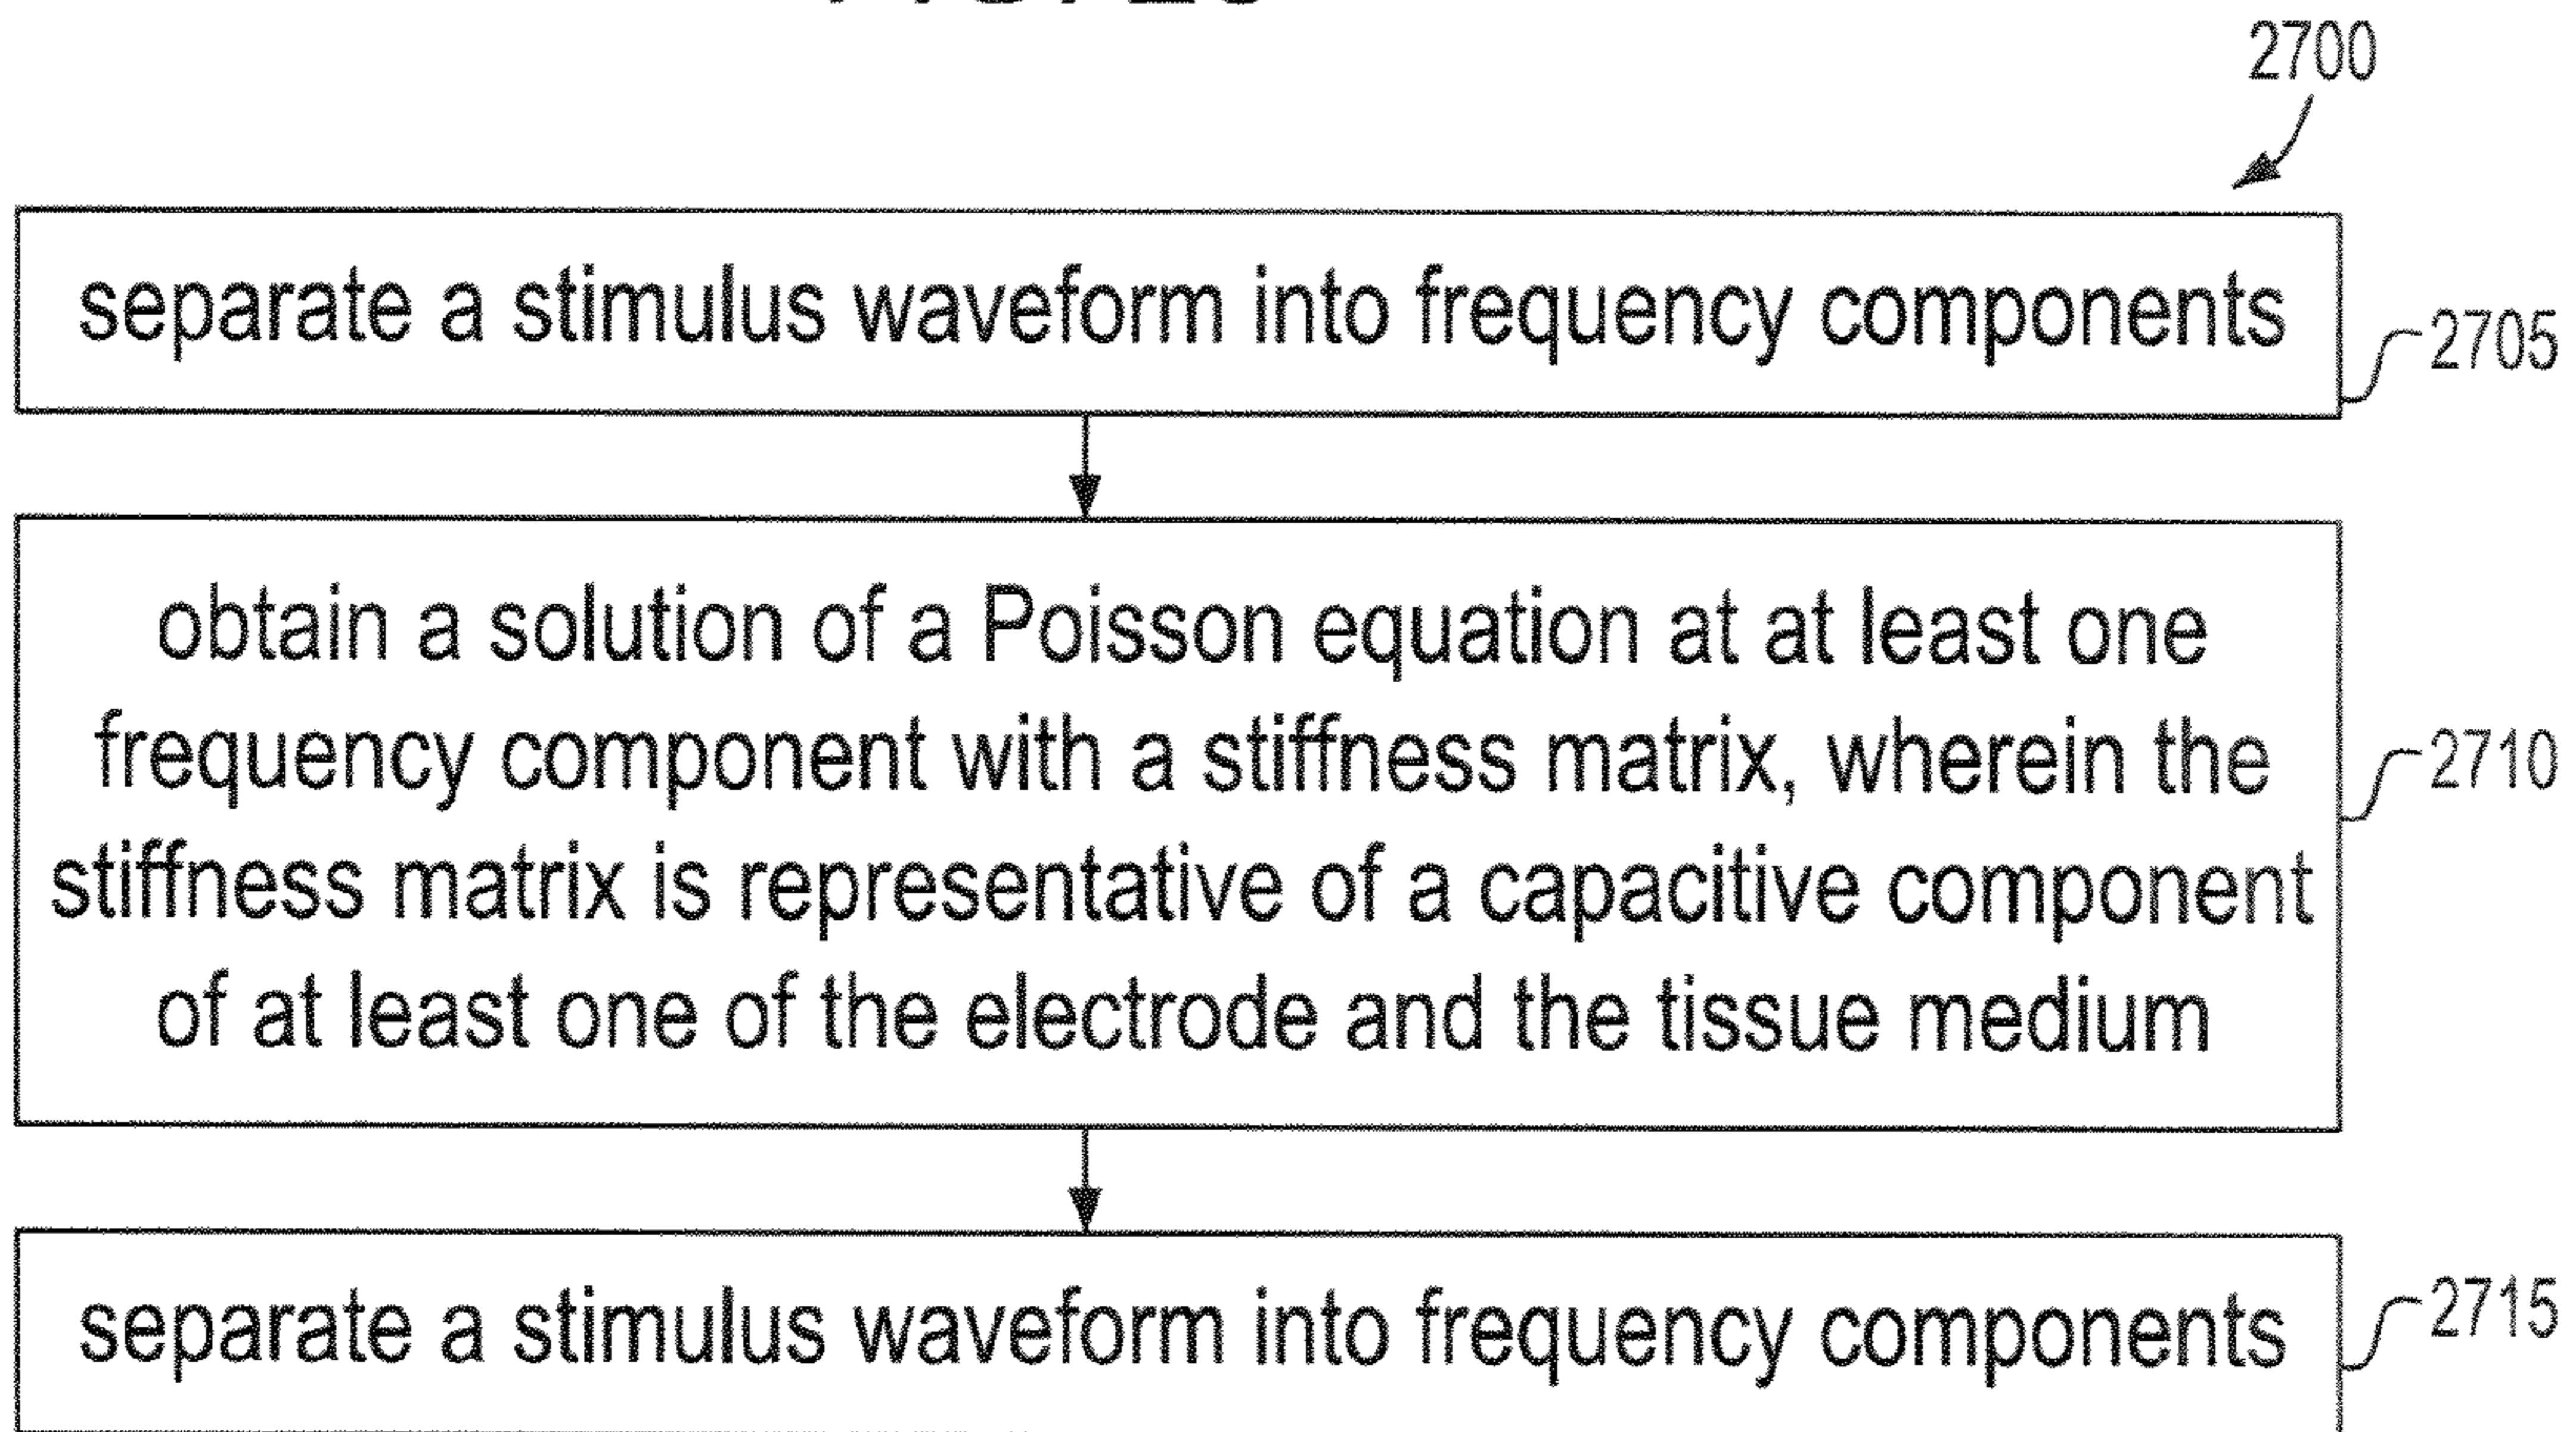 2700
separate a stimulus waveform into frequency components
2705
obtain a solution of a Poisson equation at at least one
frequency component with a stiffness matrix, wherein the
2710
stiffness matrix is representative of a capacitive component
of at least one of the electrode and the tissue medium
separate a stimulus waveform into frequency components
2715